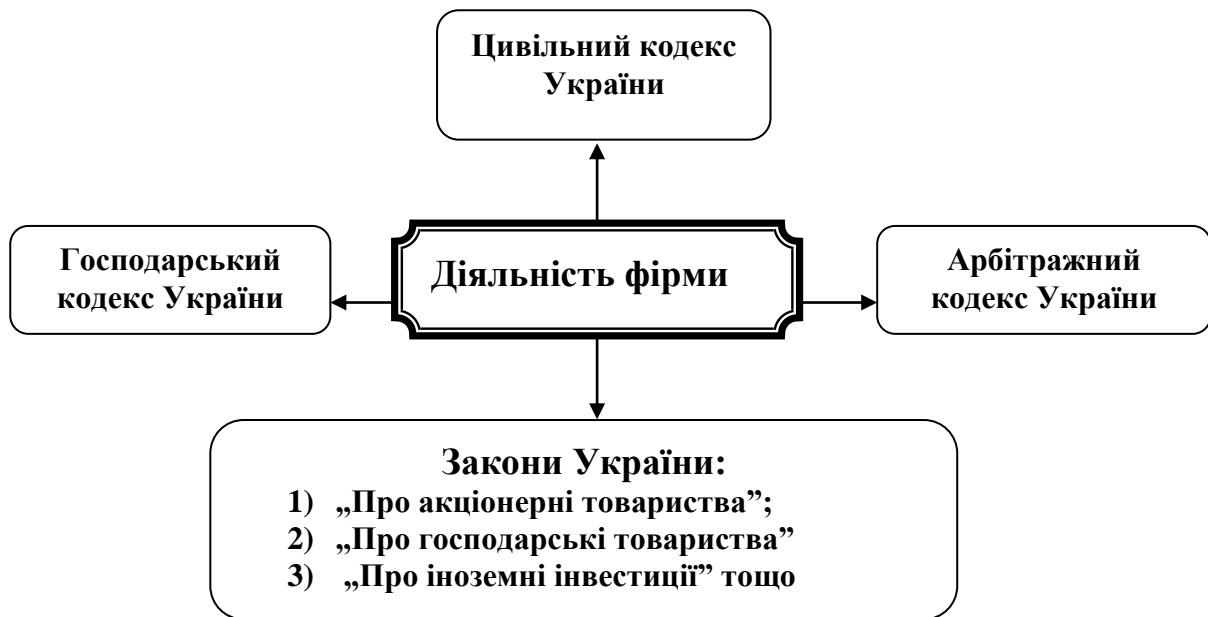 Цивільний кодекс
України
Господарський
кодекс України
Діяльність фірми
Арбітражний
кодекс України
Закони України:
1) „Про акціонерні товариства”;
2) „Про господарські товариства”
3) „Про іноземні інвестиції” тощо